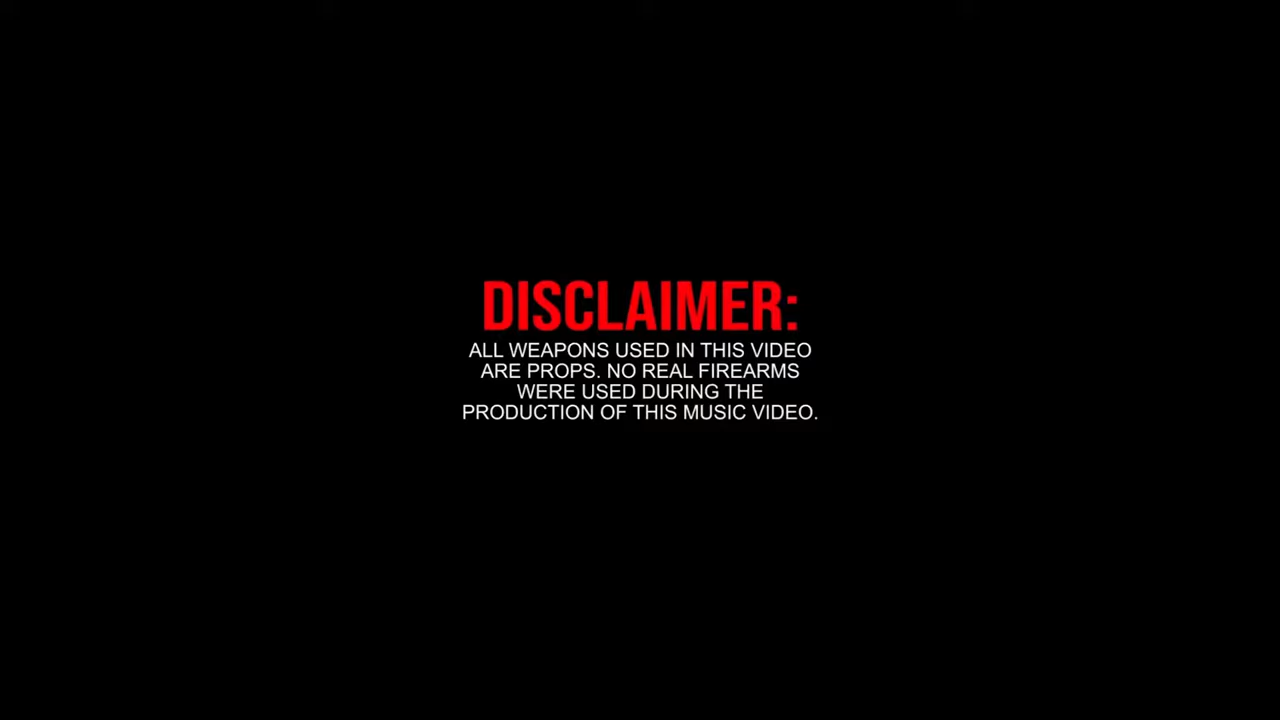 DISCLAIMER:
ALL WEAPONS USED IN THIS VIDEO
ARE PROPS. NO REAL FIREARMS
WERE USED DURING THE
PRODUCTION OF THIS MUSIC VIDEO.